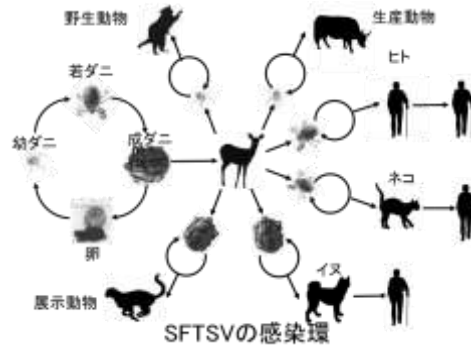 野生動物
生産動物
ヒト
若ダニ
幼ダニ
成ダニ
ネコ
卵
イヌ
展示動物
SFTSVの感染環